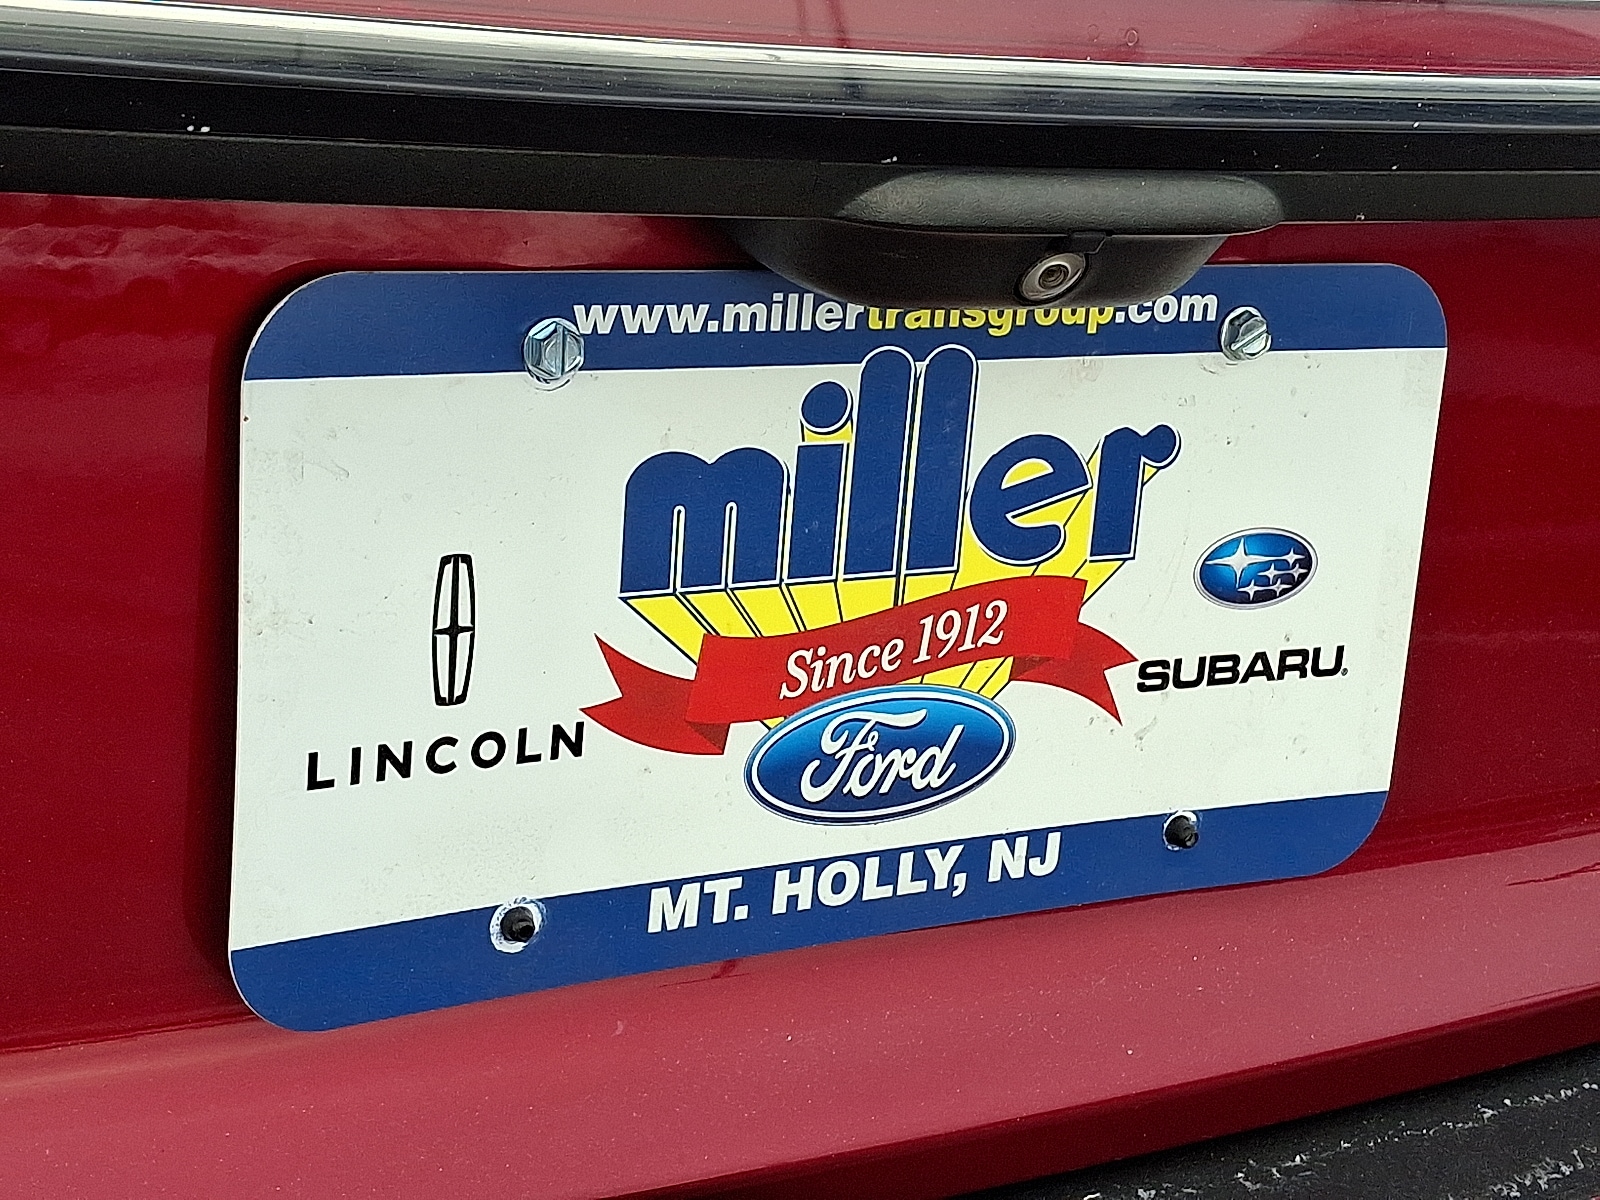 www.millertransgroup.com
miller
Since 1912
LINCOLN
Ford
SUBARU®
MT. HOLLY, NJ